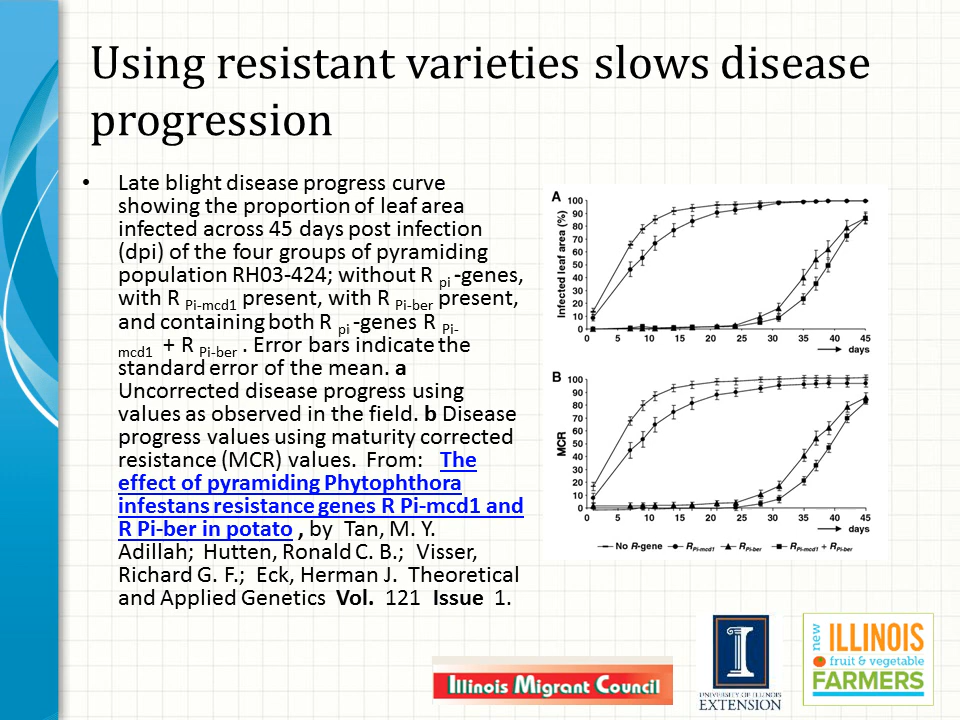 Using resistant varieties slows disease
progression
• Late blight disease progress curve
showing the proportion of leaf area
infected across 45 days post infection
(dpi) of the four groups of pyramiding
population RH03-424; without R pi -genes,
with R Pi-mcd1 present, with R Pi-ber present,
and containing both R pi -genes R Pi-
mcd1 + R Pi-ber . Error bars indicate the
standard error of the mean. a
Uncorrected disease progress using
values as observed in the field. b Disease
progress values using maturity corrected
resistance (MCR) values. From: The
effect of pyramiding Phytophthora
infestans resistance genes R Pi-mcd1 and
R Pi-ber in potato , by Tan, M. Y.
Adillah; Hutten, Ronald C. B.; Visser,
Richard G. F.; Eck, Herman J. Theoretical
and Applied Genetics Vol. 121 Issue 1.
A
Infected leaf area (%)
100
90
80
70
60
50
40
30
20
10
0
0 5 10 15 20 25 30 35 40 45
days
B
MCR
100
90
80
70
60
50
40
30
20
10
0
0 5 10 15 20 25 30 35 40 45
days
No R-gene RPi-mcd1 RPi-ber RPi-mcd1 + RPi-ber
Illinois Migrant Council
I
UNIVERSITY OF ILLINOIS
EXTENSION
new
ILLINOIS
fruit & vegetable
FARMERS